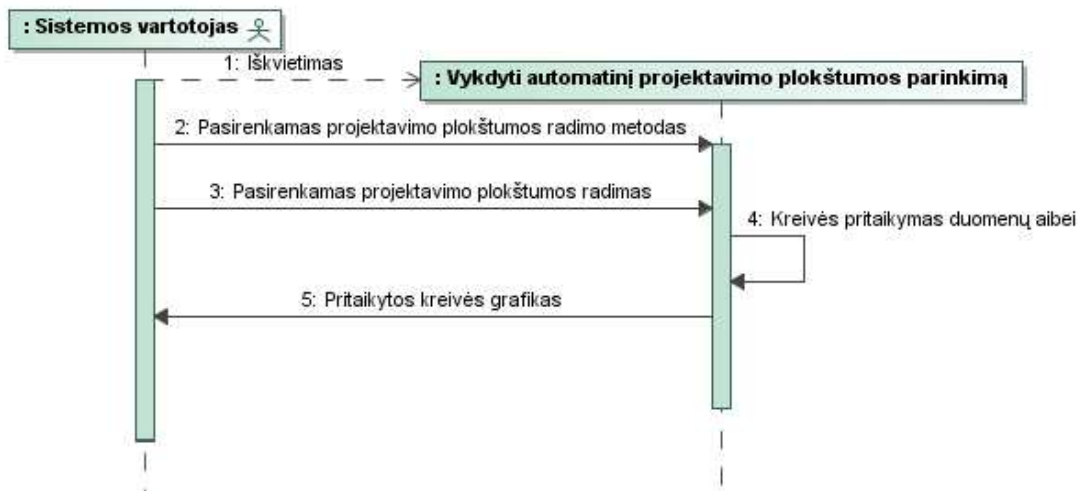 : Sistemos vartotojas
1: Iškvietimas
: Vykdyti automatinį projektavimo plokštumos parinkimą
2: Pasirenkamas projektavimo plokštumos radimo metodas
3: Pasirenkamas projektavimo plokštumos radimas
4: Kreivės pritaikymas duomenų aibei
5: Pritaikytos kreivės grafikas